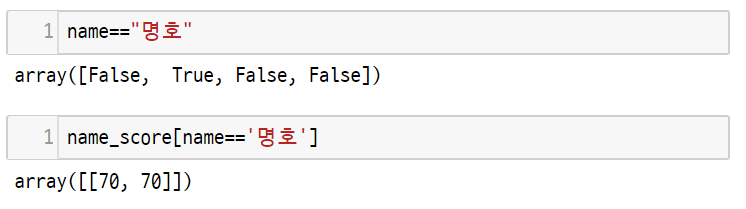 1 name=="명호"
array([False,  True, False, False])
1 name_score[name=='명호']
array([[70, 70]])